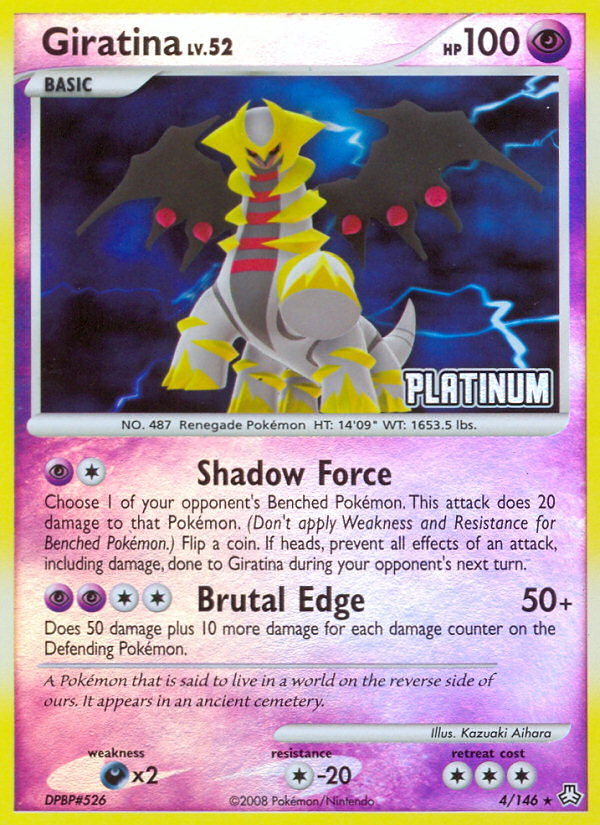 Giratina LV.52
HP 100
BASIC
PLATINUM
NO. 487 Renegade Pokémon HT: 14'09" WT: 1653.5 lbs.
Shadow Force
Choose 1 of your opponent's Benched Pokémon. This attack does 20
damage to that Pokémon. (Don't apply Weakness and Resistance for
Benched Pokémon.) Flip a coin. If heads, prevent all effects of an attack,
including damage, done to Giratina during your opponent's next turn.
Brutal Edge 50+
Does 50 damage plus 10 more damage for each damage counter on the
Defending Pokémon.
A Pokémon that is said to live in a world on the reverse side of
ours. It appears in an ancient cemetery.
Illus. Kazuaki Aihara
weakness resistance retreat cost
x2 -20
DPBP#526 ©2008 Pokémon/Nintendo 4/146 ★